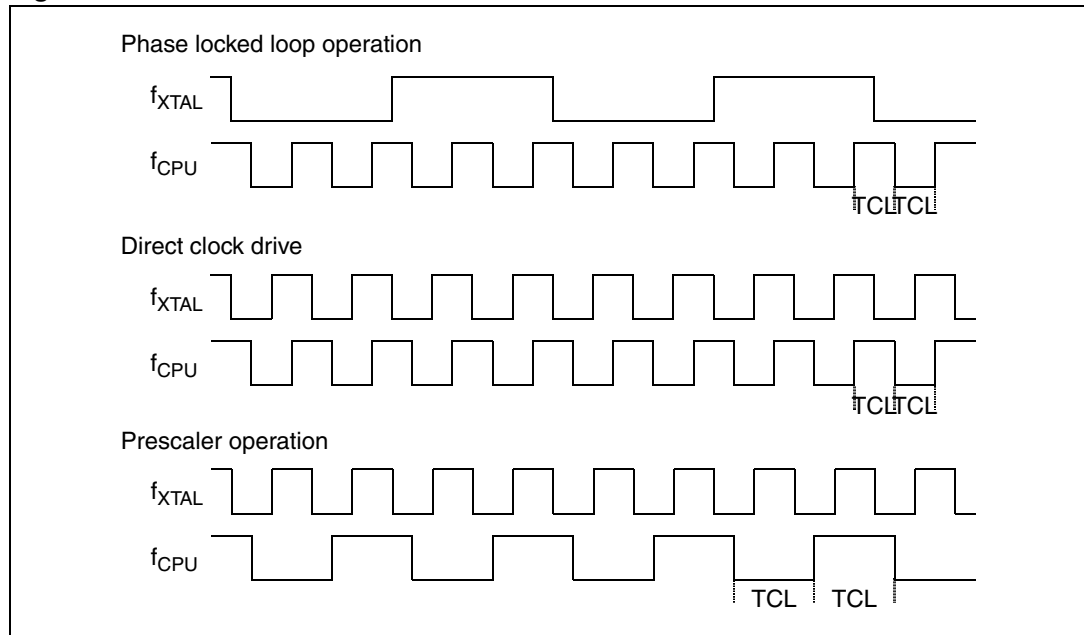 Phase locked loop operation
fXTAL
fCPU
TCL TCL
Direct clock drive
fXTAL
fCPU
TCL TCL
Prescaler operation
fXTAL
fCPU
TCL TCL